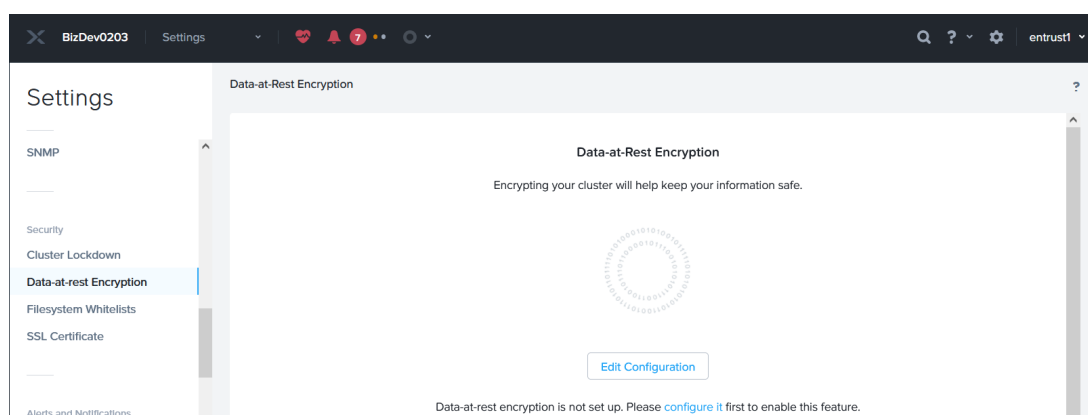 BizDev0203 Settings 7 ? entrust1
Settings
SNMP
Security
Cluster Lockdown
Data-at-rest Encryption
Filesystem Whitelists
SSL Certificate
Alerts and Notifications
Data-at-Rest Encryption ?
Data-at-Rest Encryption
Encrypting your cluster will help keep your information safe.
Edit Configuration
Data-at-rest encryption is not set up. Please configure it first to enable this feature.